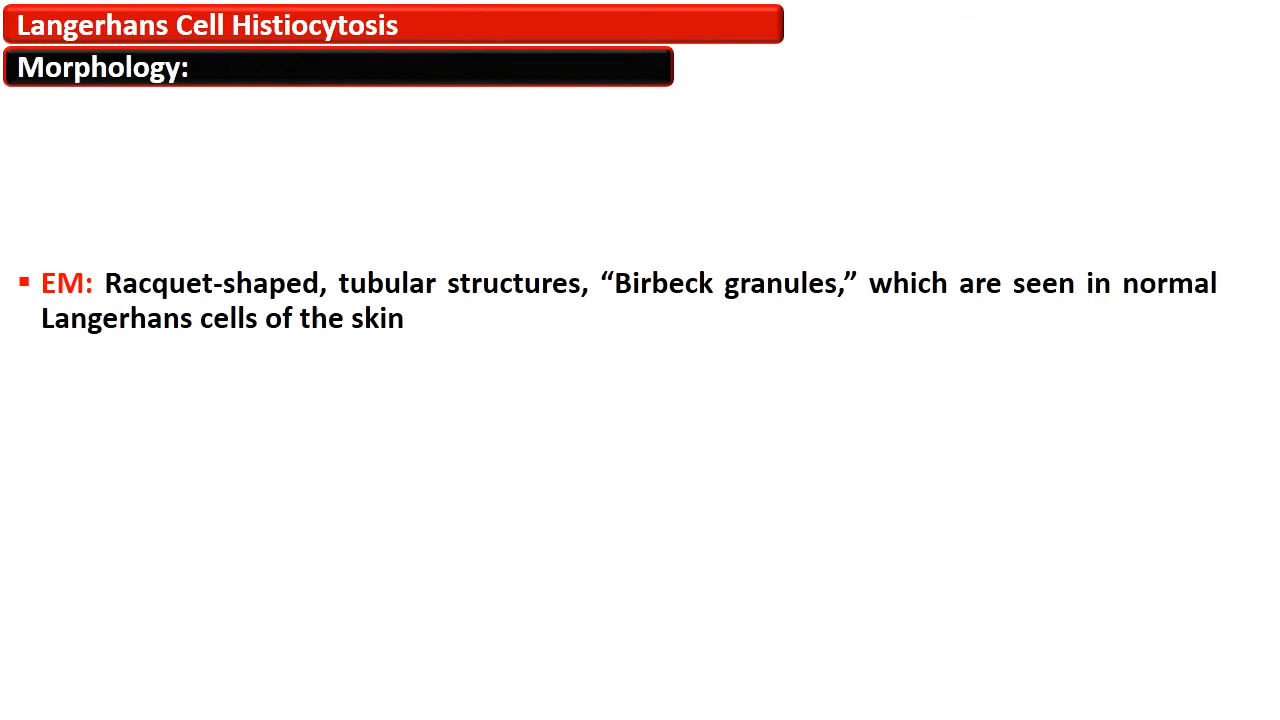 Langerhans Cell Histiocytosis
Morphology:
▪ EM: Racquet-shaped, tubular structures, “Birbeck granules,” which are seen in normal
Langerhans cells of the skin